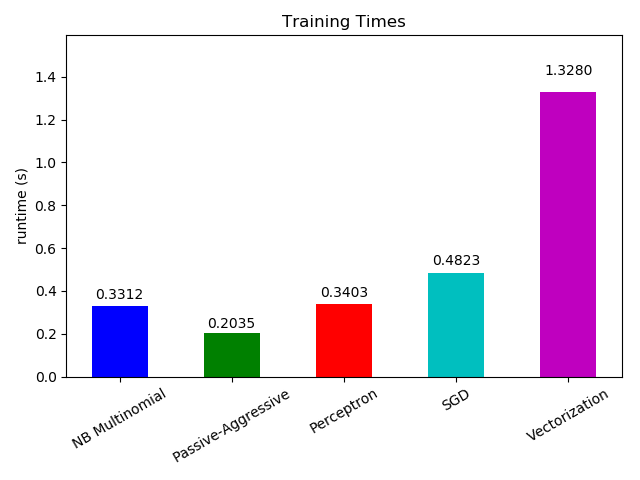 Training Times
runtime (s)
1.4
1.2
1.0
0.8
0.6
0.4
0.2
0.0
0.3312
0.2035
0.3403
0.4823
1.3280
NB Multinomial
Passive-Aggressive
Perceptron
SGD
Vectorization